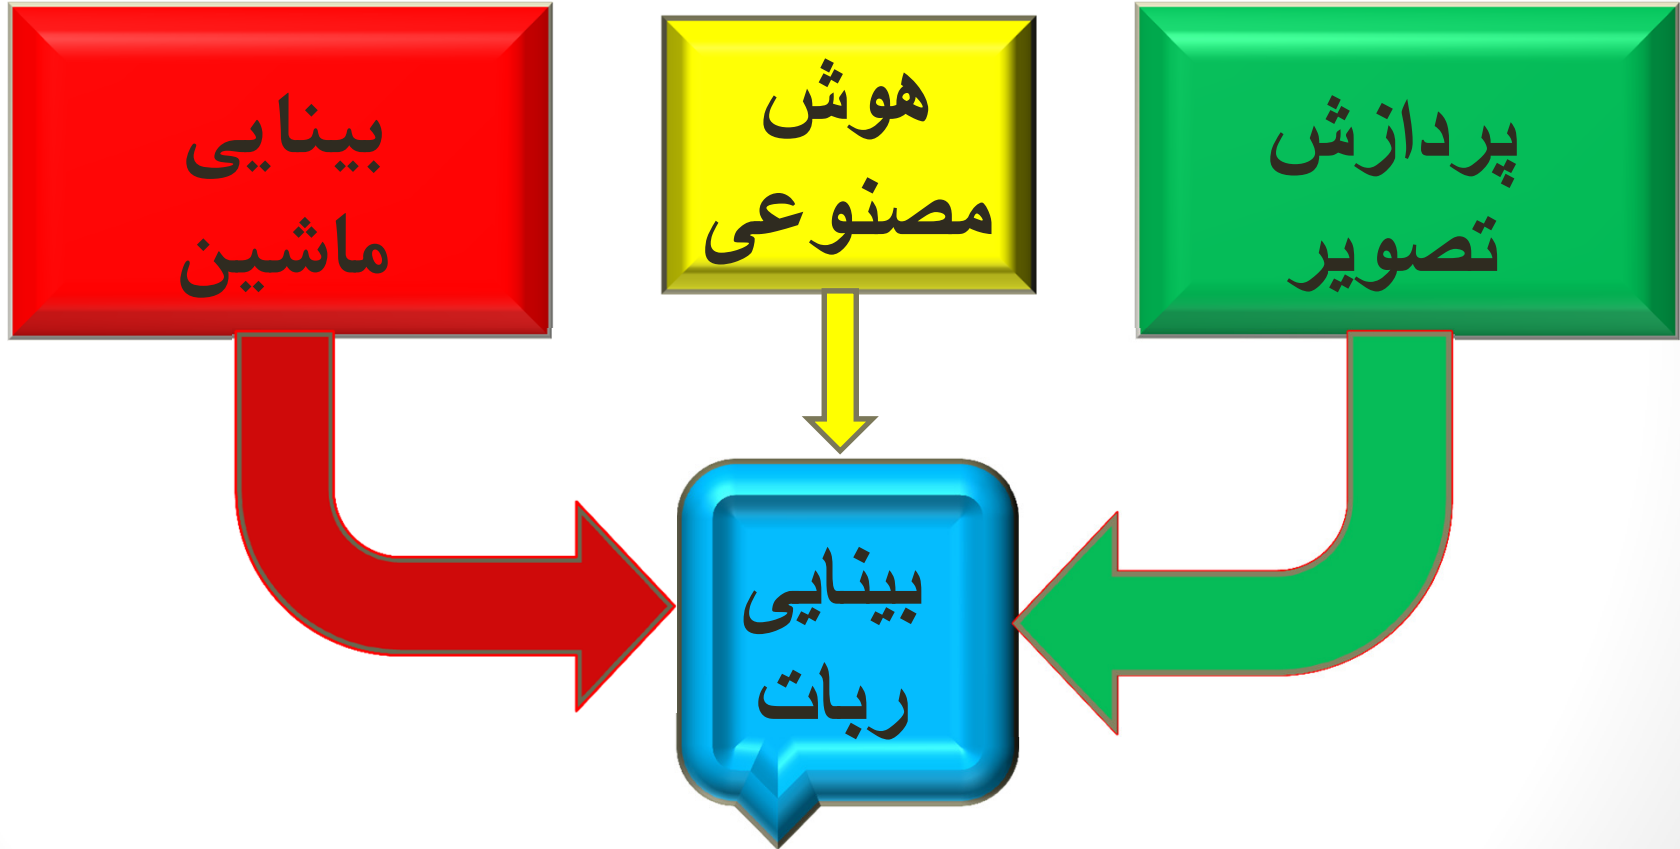 پردازش
تصویر
هوش
مصنوعی
بینایی
ماشین
بینایی
ربات